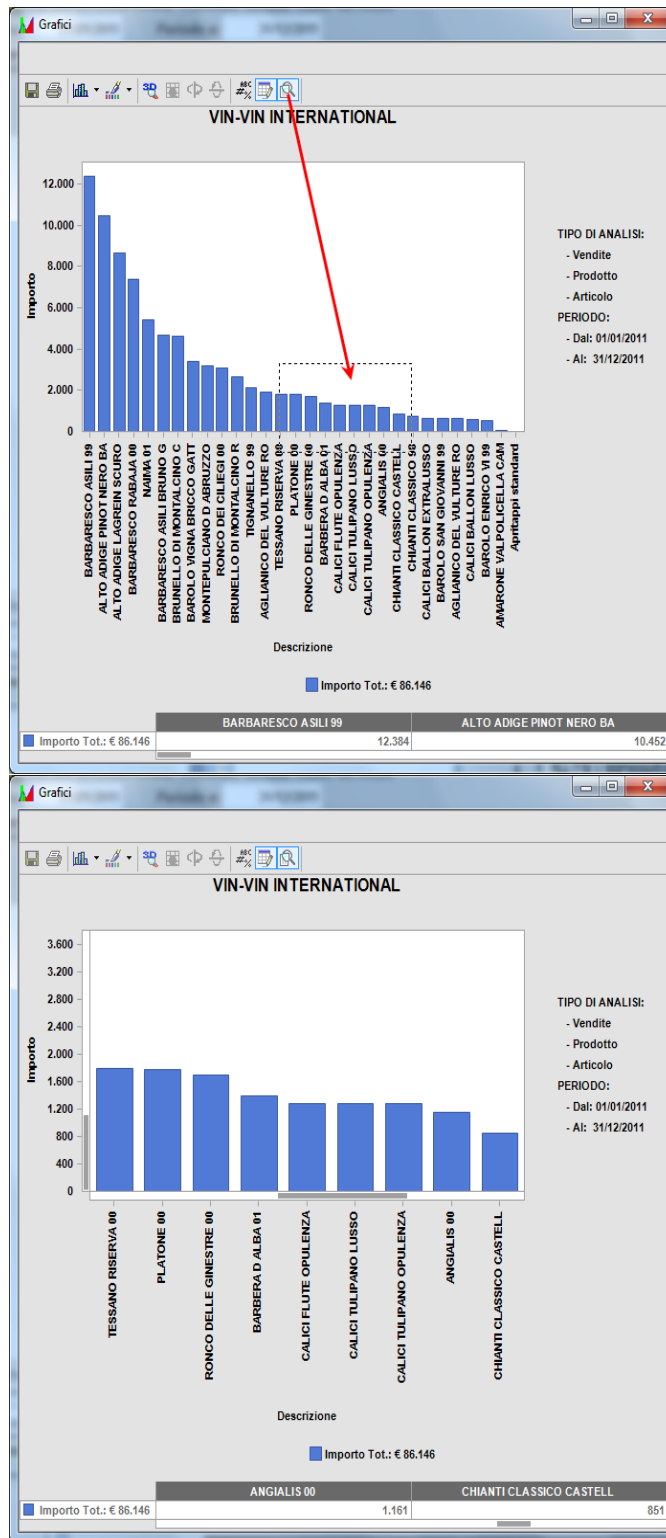 Grafici
VIN-VIN INTERNATIONAL
12.000
10.000
8.000
6.000
4.000
2.000
0
Importo
BARBARESCO ASILI 99
ALTO ADIGE PINOT NERO BA
ALTO ADIGE LAGREIN SCURO
BARBARESCO RABAJA 00
NAIMA 01
BARBARESCO ASILI BRUNO G
BRUNELLO DI MONTALCINO C
BAROLO VIGNA BRICCO GATT
MONTEPULCIANO D ABRUZZO
RONCO DEI CILIEGI 00
BRUNELLO DI MONTALCINO R
TIGNANELLO 99
AGLIANICO DEL VULTURE RO
TESSANO RISERVA 00
PLATONE 00
RONCO DELLE GINESTRE 00
BARBERA D ALBA 01
CALICI FLUTE OPULENZA
CALICI TULIPANO LUSSO
CALICI TULIPANO OPULENZA
ANGIALIS 00
CHIANTI CLASSICO CASTELL
CHIANTI CLASSICO 98
CALICI BALLON EXTRALUSSO
BAROLO SAN GIOVANNI 99
AGLIANICO DEL VULTURE RO
CALICI BALLON LUSSO
BAROLO ENRICO VI 99
AMARONE VALPOLICELLA CAM
Apritappi standard
Descrizione
TIPO DI ANALISI:
- Vendite
- Prodotto
- Articolo
PERIODO:
- Dal: 01/01/2011
- Al: 31/12/2011
Importo Tot.: € 86.146
BARBARESCO ASILI 99 ALTO ADIGE PINOT NERO BA
Importo Tot.: € 86.146 12.384 10.452
Grafici
VIN-VIN INTERNATIONAL
3.600
3.200
2.800
2.400
2.000
1.600
1.200
800
400
0
Importo
TESSANO RISERVA 00
PLATONE 00
RONCO DELLE GINESTRE 00
BARBERA D ALBA 01
CALICI FLUTE OPULENZA
CALICI TULIPANO LUSSO
CALICI TULIPANO OPULENZA
ANGIALIS 00
CHIANTI CLASSICO CASTELL
Descrizione
TIPO DI ANALISI:
- Vendite
- Prodotto
- Articolo
PERIODO:
- Dal: 01/01/2011
- Al: 31/12/2011
Importo Tot.: € 86.146
ANGIALIS 00 CHIANTI CLASSICO CASTELL
Importo Tot.: € 86.146 1.161 851